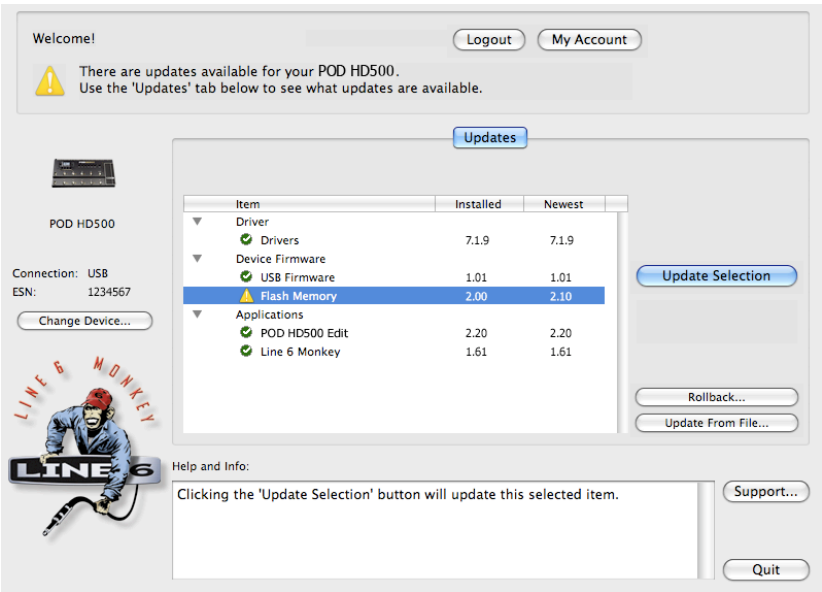 Welcome!
Logout
My Account
There are updates available for your POD HD500.
Use the 'Updates' tab below to see what updates are available.
Updates
POD HD500
Connection: USB
ESN: 1234567
Change Device...
Item Installed Newest
Driver
Drivers 7.1.9 7.1.9
Device Firmware
USB Firmware 1.01 1.01
Flash Memory 2.00 2.10
Applications
POD HD500 Edit 2.20 2.20
Line 6 Monkey 1.61 1.61
Update Selection
Rollback...
Update From File...
LINE 6 MONKEY
LINE 6
Help and Info:
Clicking the 'Update Selection' button will update this selected item.
Support...
Quit